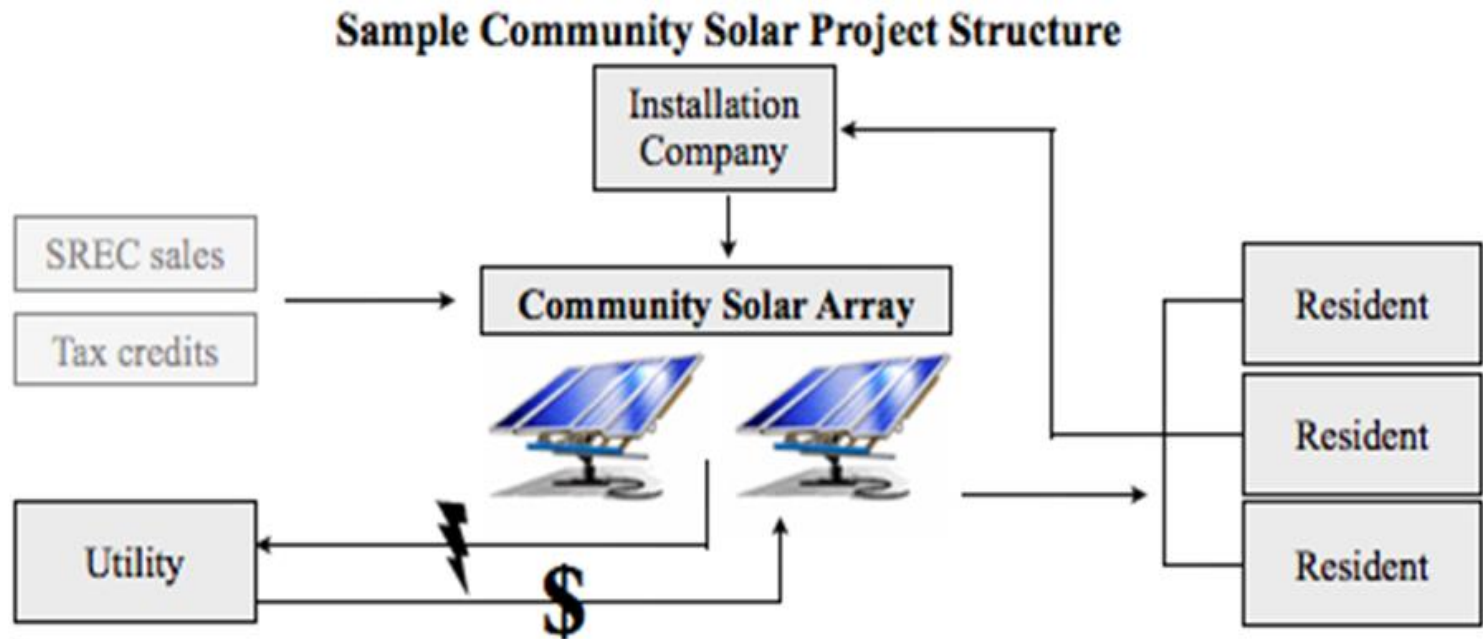 Sample Community Solar Project Structure
Installation
Company
SREC sales
Tax credits
Community Solar Array
Resident
Resident
Resident
Utility
$